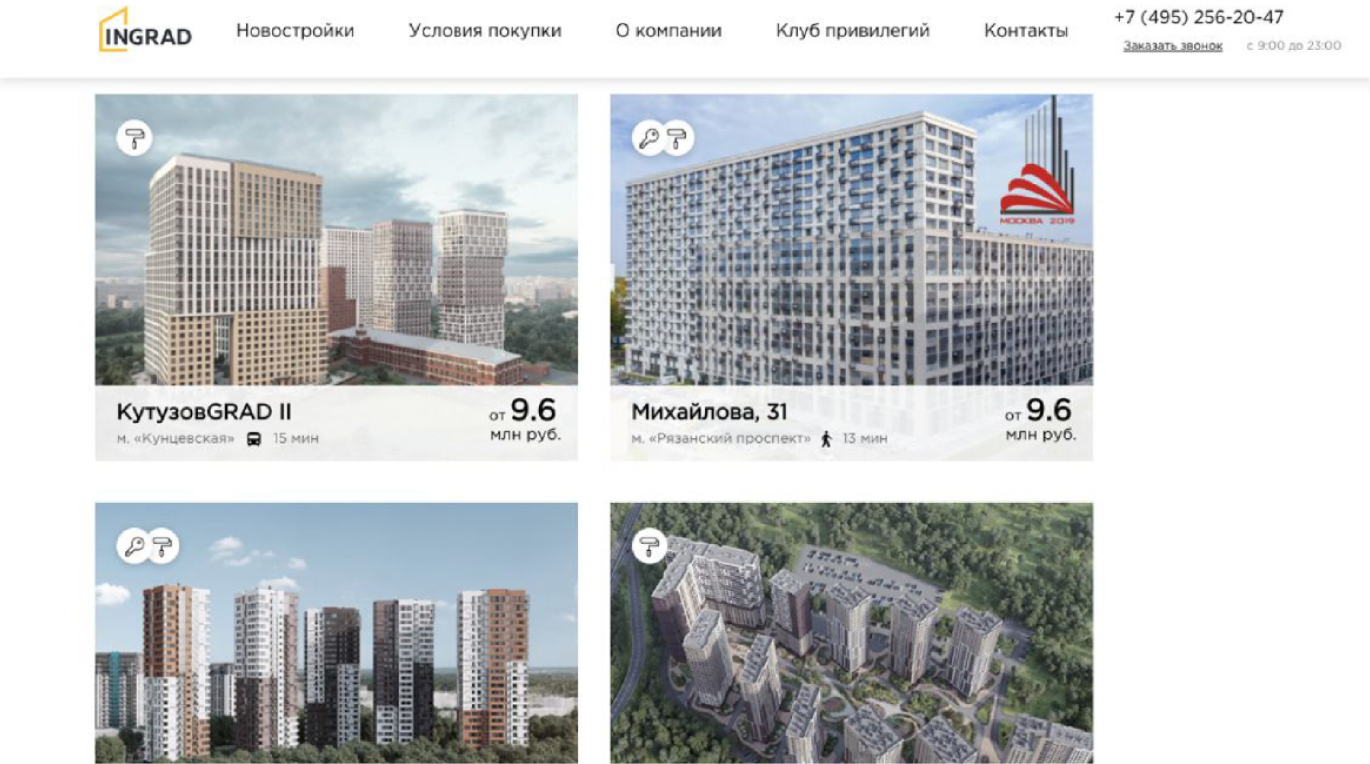 INGRAD
Новостройки
Условия покупки
О компании
Клуб привилегий
Контакты
+7 (495) 256-20-47
Заказать звонок
с 9:00 до 23:00
МОСКВА 2019
КутузовGRAD II
от 9.6
м. «Кунцевская» 15 мин
млн руб.
Михайлова, 31
от 9.6
м. «Рязанский проспект» 13 мин
млн руб.